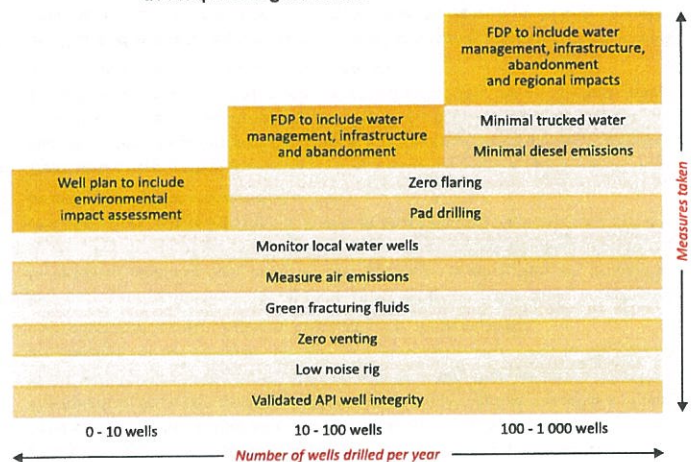 FDP to include water
management, infrastructure,
abandonment
and regional impacts
FDP to include water
management, infrastructure
and abandonment
Minimal trucked water
Minimal diesel emissions
Well plan to include
environmental
impact assessment
Zero flaring
Pad drilling
Monitor local water wells
Measure air emissions
Green fracturing fluids
Zero venting
Low noise rig
Validated API well integrity
Measures taken
0 - 10 wells
10 - 100 wells
100 - 1 000 wells
Number of wells drilled per year